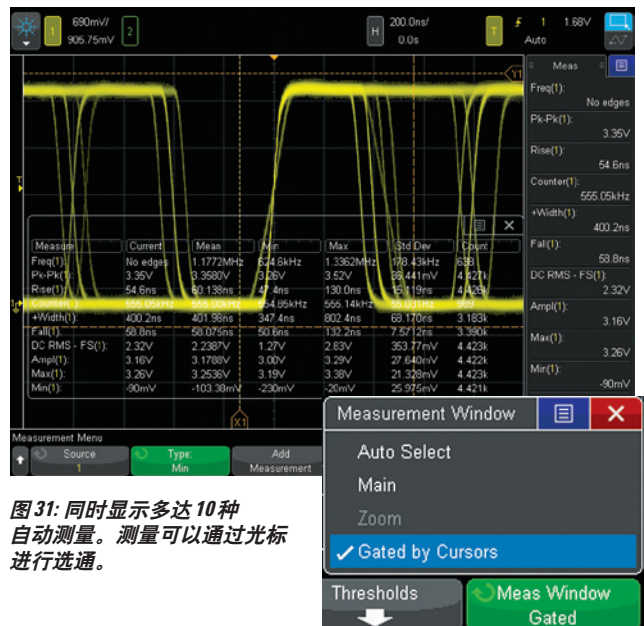 1 690mV/ 2 H 200.0ns/ T 1 1.68V
905.75mV 0.0s Auto
Y1
T
1
Meas
Freq(1):
No edges
Pk-Pk(1):
3.35V
Rise(1):
54.6ns
Counter(1):
555.05kHz
+Width(1):
400.2ns
Fall(1):
58.8ns
DC RMS - FS(1):
2.32V
Ampl(1):
3.16V
Max(1):
3.26V
Min(1):
-90mV
Measure Current Mean Min Max Std Dev Count
Freq(1): No edges 1.1772MHz 624.6kHz 1.3362MHz 178.43kHz 638
Pk-Pk(1): 3.35V 3.3580V 3.26V 3.52V 36.441mV 4.427k
Rise(1): 54.6ns 60.138ns 47.4ns 130.0ns 15.119ns 4.426k
Counter(1): 555.05kHz 555.00kHz 554.85kHz 555.14kHz 55.031Hz 989
+Width(1): 400.2ns 401.98ns 347.4ns 802.4ns 68.170ns 3.183k
Fall(1): 58.8ns 58.075ns 50.6ns 132.2ns 7.5712ns 3.390k
DC RMS - FS(1): 2.32V 2.2387V 1.27V 2.83V 353.77mV 4.423k
Ampl(1): 3.16V 3.1788V 3.00V 3.29V 27.640mV 4.422k
Max(1): 3.26V 3.2536V 3.19V 3.38V 21.328mV 4.423k
Min(1): -90mV -103.38mV -230mV -20mV 25.975mV 4.421k
X1
Measurement Menu
Source Type: Add
1 Min Measurement
Measurement Window
Auto Select
Main
Zoom
Gated by Cursors
Thresholds Meas Window
Gated
图 31: 同时显示多达 10 种
自动测量。测量可以通过光标
进行选通。